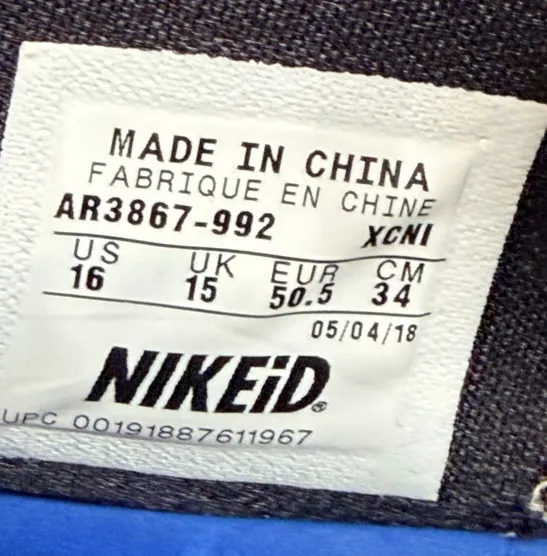 MADE IN CHINA
FABRIQUE EN CHINE
AR3867-992 XCNI
US UK EUR CM
16 15 50.5 34
05/04/18
NIKEiD®
UPC 00191887611967